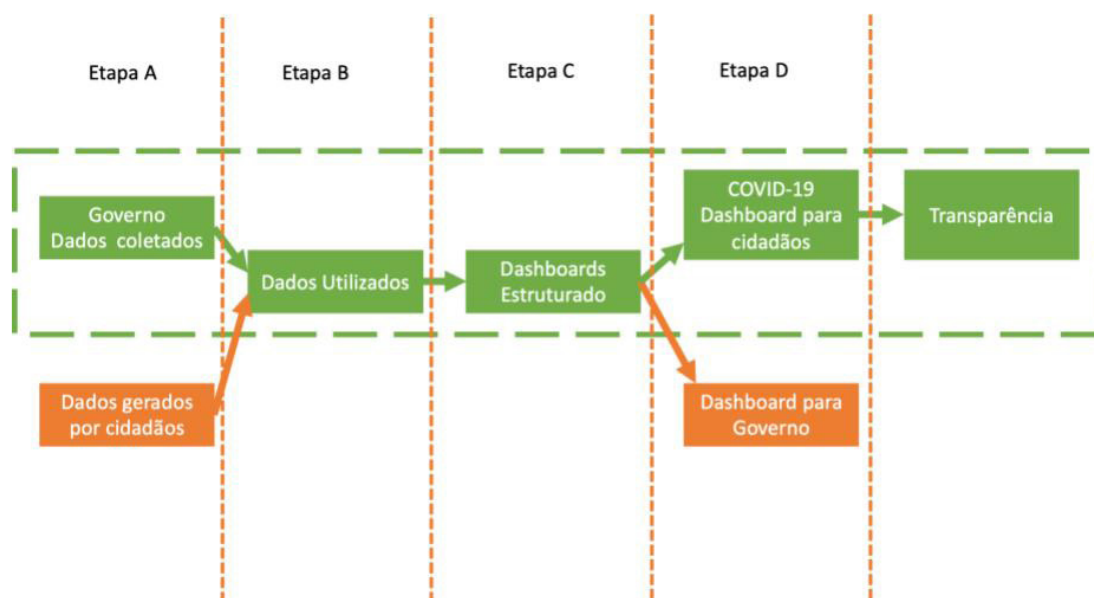 Etapa A
Etapa B
Etapa C
Etapa D
Governo
Dados coletados
Dados Utilizados
Dashboards
Estruturado
COVID-19
Dashboard para
cidadãos
Transparência
Dados gerados
por cidadãos
Dashboard para
Governo